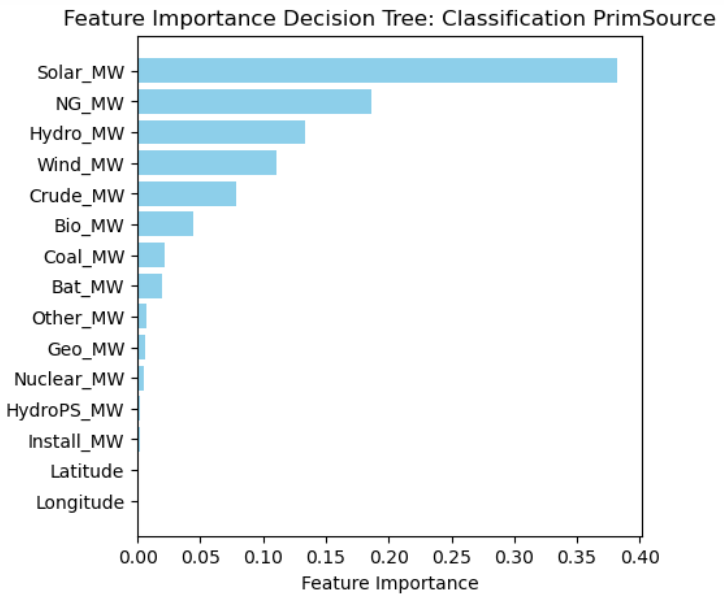 Feature Importance Decision Tree: Classification PrimSource
Solar_MW
NG_MW
Hydro_MW
Wind_MW
Crude_MW
Bio_MW
Coal_MW
Bat_MW
Other_MW
Geo_MW
Nuclear_MW
HydroPS_MW
Install_MW
Latitude
Longitude
0.00 0.05 0.10 0.15 0.20 0.25 0.30 0.35 0.40
Feature Importance